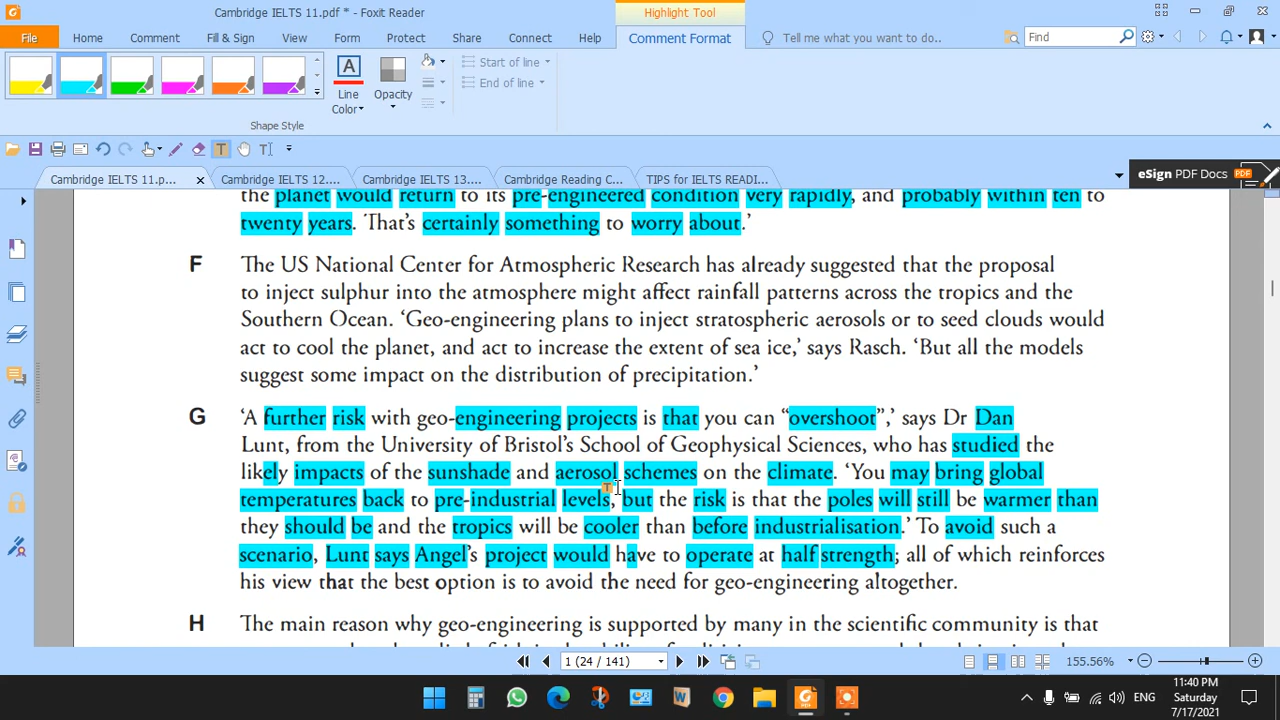 Cambridge IELTS 11.pdf * - Foxit Reader
Highlight Tool
File Home Comment Fill & Sign View Form Protect Share Connect Help Comment Format Tell me what you want to do.. Find
Line Color Opacity
Start of line
End of line
Shape Style
Cambridge IELTS 11.p... Cambridge IELTS 12.... Cambridge IELTS 13.... Cambridge Reading C... TIPS for IELTS READI... eSign PDF Docs
the planet would return to its pre-engineered condition very rapidly, and probably within ten to
twenty years. 'That's certainly something to worry about.'
F The US National Center for Atmospheric Research has already suggested that the proposal
to inject sulphur into the atmosphere might affect rainfall patterns across the tropics and the
Southern Ocean. 'Geo-engineering plans to inject stratospheric aerosols or to seed clouds would
act to cool the planet, and act to increase the extent of sea ice,' says Rasch. 'But all the models
suggest some impact on the distribution of precipitation.'
G 'A further risk with geo-engineering projects is that you can "overshoot",' says Dr Dan
Lunt, from the University of Bristol's School of Geophysical Sciences, who has studied the
likely impacts of the sunshade and aerosol schemes on the climate. 'You may bring global
temperatures back to pre-industrial levels, but the risk is that the poles will still be warmer than
they should be and the tropics will be cooler than before industrialisation.' To avoid such a
scenario, Lunt says Angel's project would have to operate at half strength; all of which reinforces
his view that the best option is to avoid the need for geo-engineering altogether.
H The main reason why geo-engineering is supported by many in the scientific community is that
1 (24 / 141) 155.56%
11:40 PM
ENG Saturday
7/17/2021